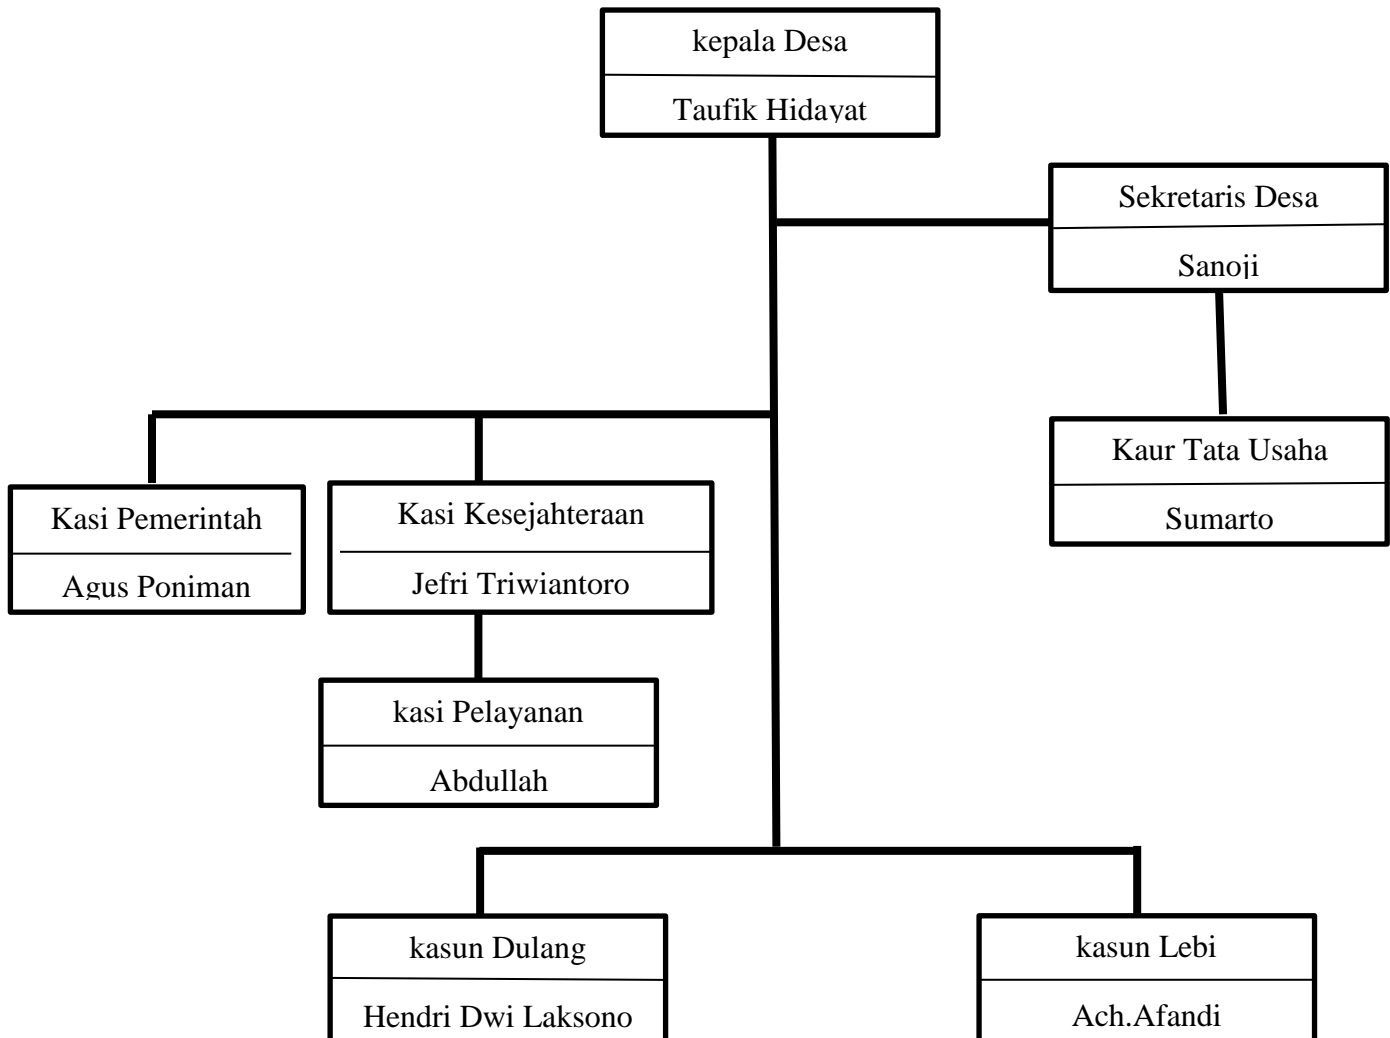 kepala Desa
Taufik Hidayat
Sekretaris Desa
Sanoji
Kaur Tata Usaha
Sumarto
Kasi Pemerintah
Agus Poniman
Kasi Kesejahteraan
Jefri Triwiantoro
kasi Pelayanan
Abdullah
kasun Dulang
Hendri Dwi Laksono
kasun Lebi
Ach.Afandi